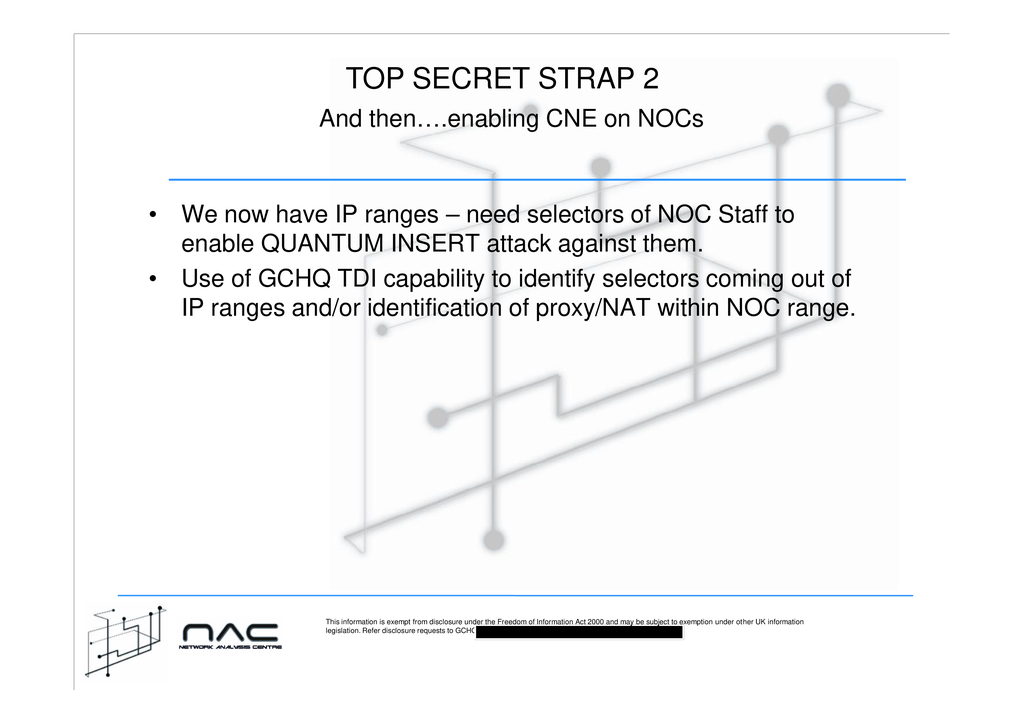 TOP SECRET STRAP 2
And then….enabling CNE on NOCs
• We now have IP ranges – need selectors of NOC Staff to
enable QUANTUM INSERT attack against them.
• Use of GCHQ TDI capability to identify selectors coming out of
IP ranges and/or identification of proxy/NAT within NOC range.
NAC
NETWORK ANALYSIS CENTRE
This information is exempt from disclosure under the Freedom of Information Act 2000 and may be subject to exemption under other UK information
legislation. Refer disclosure requests to GCHQ